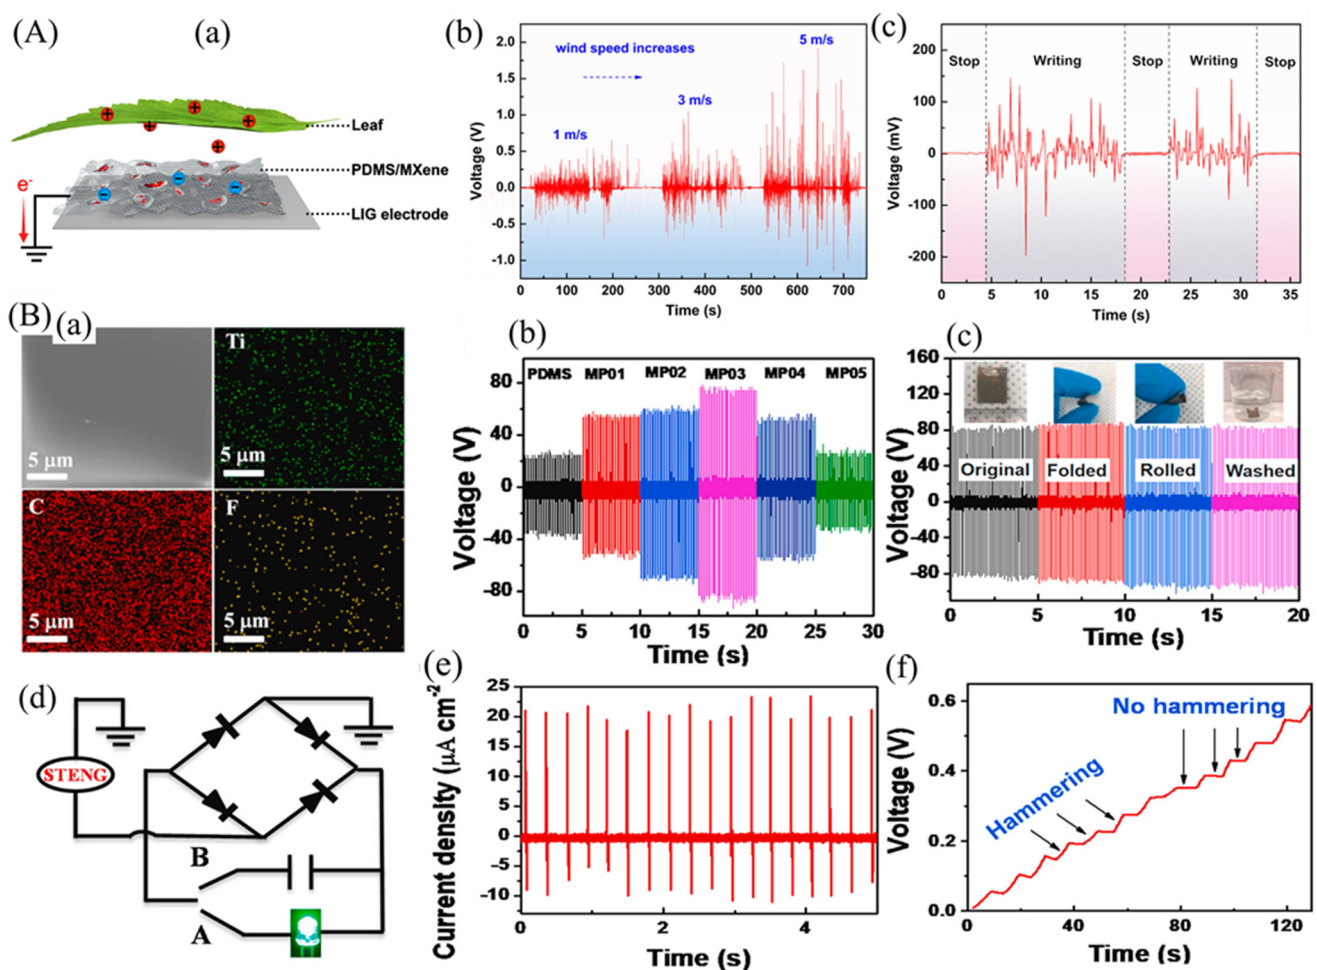 (A)
(a)
Leaf
PDMS/MXene
LIG electrode
e-
(b)
Voltage (V)
2.0
1.5
1.0
0.5
0.0
-0.5
-1.0
wind speed increases
1 m/s
3 m/s
5 m/s
0 100 200 300 400 500 600 700
Time (s)
(c)
Voltage (mV)
200
100
0
-100
-200
Stop Writing Stop Writing Stop
0 5 10 15 20 25 30 35
Time (s)
(B)
(a)
5 μm
Ti
5 μm
C
5 μm
F
5 μm
(b)
Voltage (V)
80
40
0
-40
-80
PDMS MP01 MP02 MP03 MP04 MP05
0 5 10 15 20 25 30
Time (s)
(c)
Voltage (V)
160
120
80
40
0
-40
-80
Original Folded Rolled Washed
0 5 10 15 20
Time (s)
(d)
STENG
B
A
(e)
Current density (μA cm-2)
25
20
15
10
5
0
-5
-10
0 2 4
Time (s)
(f)
Voltage (V)
0.6
0.4
0.2
0.0
No hammering
Hammering
0 40 80 120
Time (s)